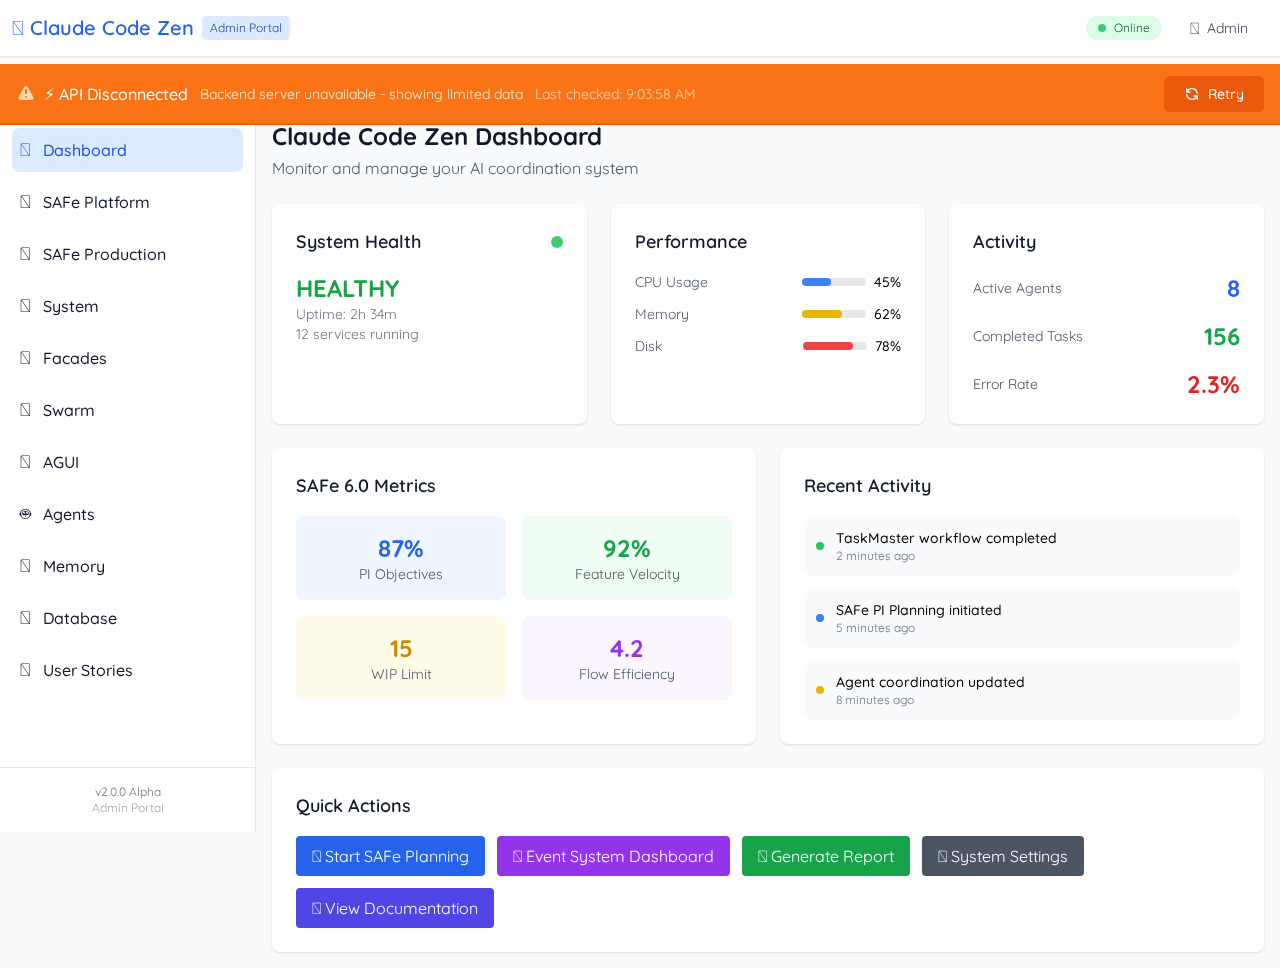 Claude Code Zen Admin Portal Online Admin
⚡ API Disconnected Backend server unavailable - showing limited data Last checked: 9:03:58 AM Retry
Dashboard
SAFe Platform
SAFe Production
System
Facades
Swarm
AGUI
Agents
Memory
Database
User Stories
v2.0.0 Alpha
Admin Portal
Claude Code Zen Dashboard
Monitor and manage your AI coordination system
System Health
HEALTHY
Uptime: 2h 34m
12 services running
Performance
CPU Usage 45%
Memory 62%
Disk 78%
Activity
Active Agents 8
Completed Tasks 156
Error Rate 2.3%
SAFe 6.0 Metrics
87%
PI Objectives
92%
Feature Velocity
15
WIP Limit
4.2
Flow Efficiency
Recent Activity
TaskMaster workflow completed
2 minutes ago
SAFe PI Planning initiated
5 minutes ago
Agent coordination updated
8 minutes ago
Quick Actions
Start SAFe Planning Event System Dashboard Generate Report System Settings
View Documentation